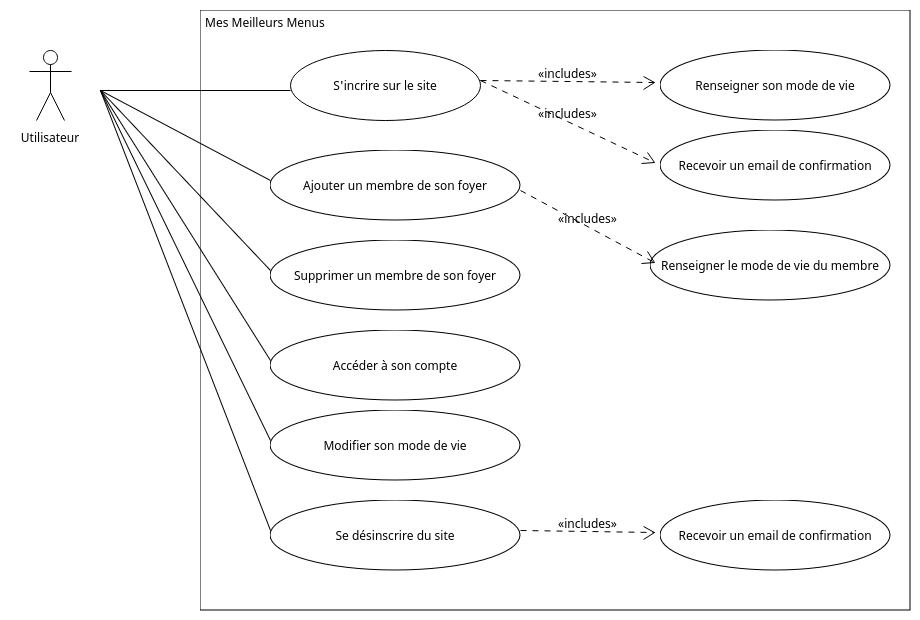 Mes Meilleurs Menus
Utilisateur
S'incrire sur le site
«includes»
Renseigner son mode de vie
«includes»
Recevoir un email de confirmation
Ajouter un membre de son foyer
«includes»
Renseigner le mode de vie du membre
Supprimer un membre de son foyer
Accéder à son compte
Modifier son mode de vie
Se désinscrire du site
«includes»
Recevoir un email de confirmation